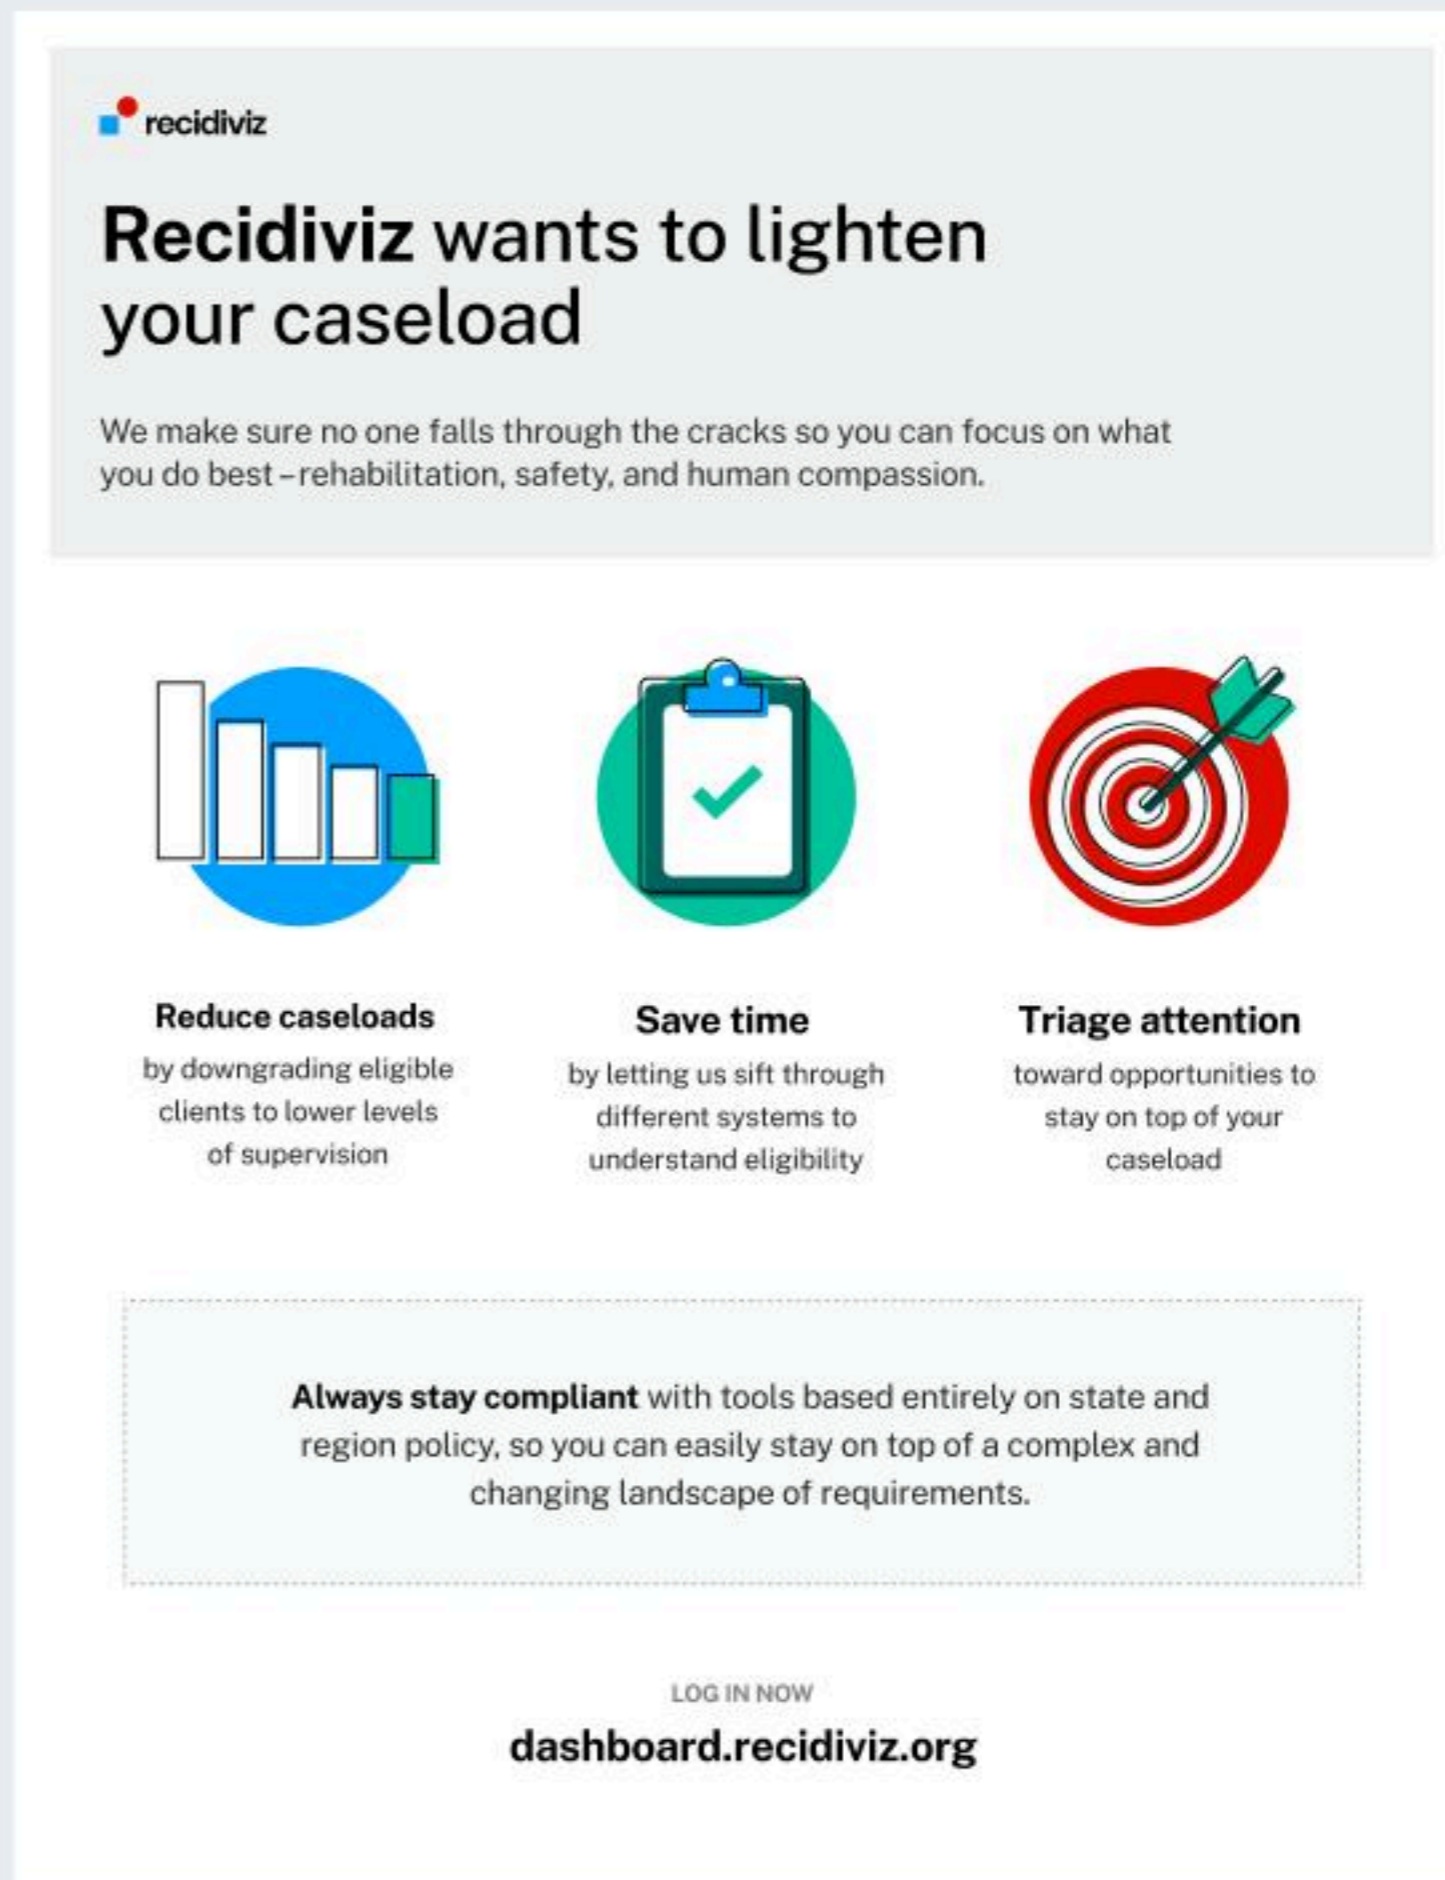 recidiviz
Recidiviz wants to lighten
your caseload
We make sure no one falls through the cracks so you can focus on what
you do best – rehabilitation, safety, and human compassion.
Reduce caseloads
by downgrading eligible
clients to lower levels
of supervision
Save time
by letting us sift through
different systems to
understand eligibility
Triage attention
toward opportunities to
stay on top of your
caseload
Always stay compliant with tools based entirely on state and
region policy, so you can easily stay on top of a complex and
changing landscape of requirements.
LOG IN NOW
dashboard.recidiviz.org